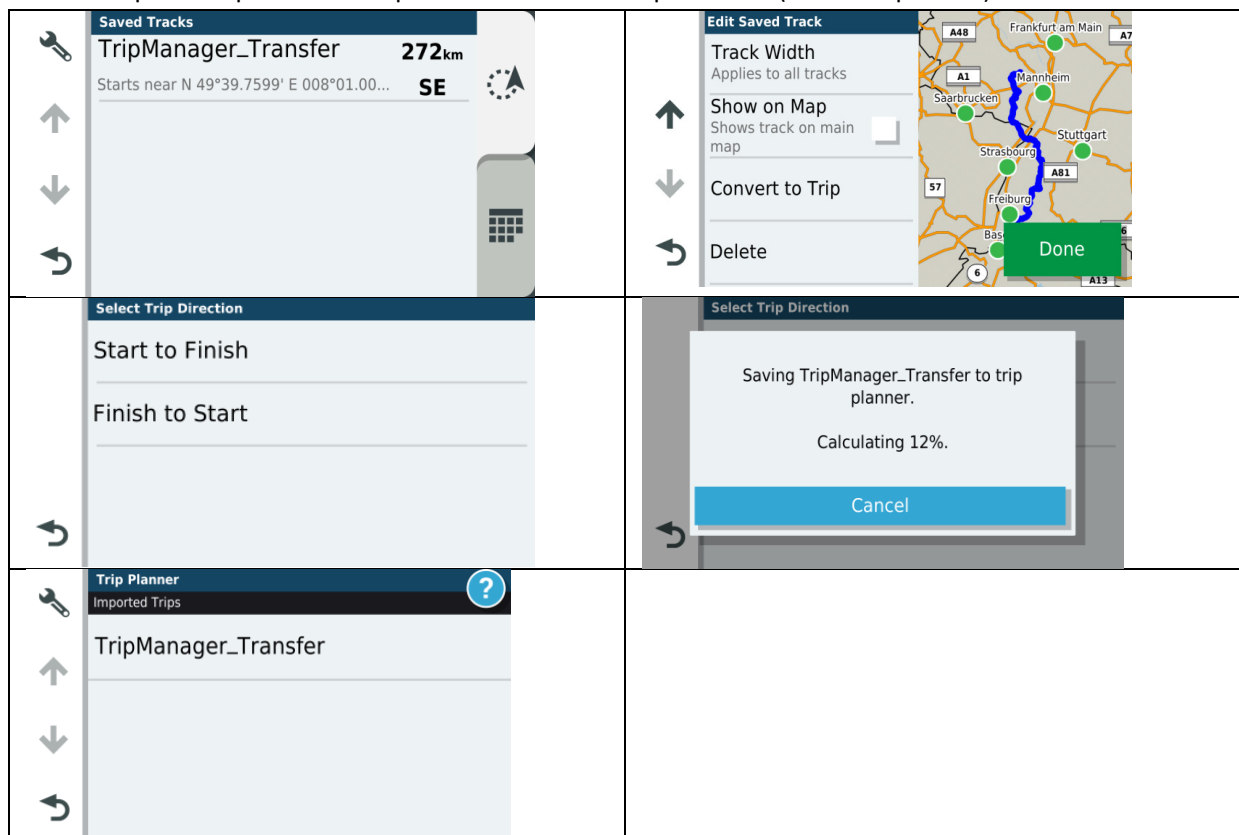 Saved Tracks
TripManager_Transfer
272km
Starts near N 49°39.7599' E 008°01.00...
SE
Edit Saved Track
Track Width
Applies to all tracks
Show on Map
Shows track on main
map
Convert to Trip
Delete
A48
Frankfurt am Main
A7
A1
Mannheim
Saarbrucken
Stuttgart
Strasbourg
A81
57
Freiburg
Bas
6
Done
6
A13
Select Trip Direction
Start to Finish
Finish to Start
Select Trip Direction
Saving TripManager_Transfer to trip
planner.
Calculating 12%.
Cancel
Trip Planner
?
Imported Trips
TripManager_Transfer